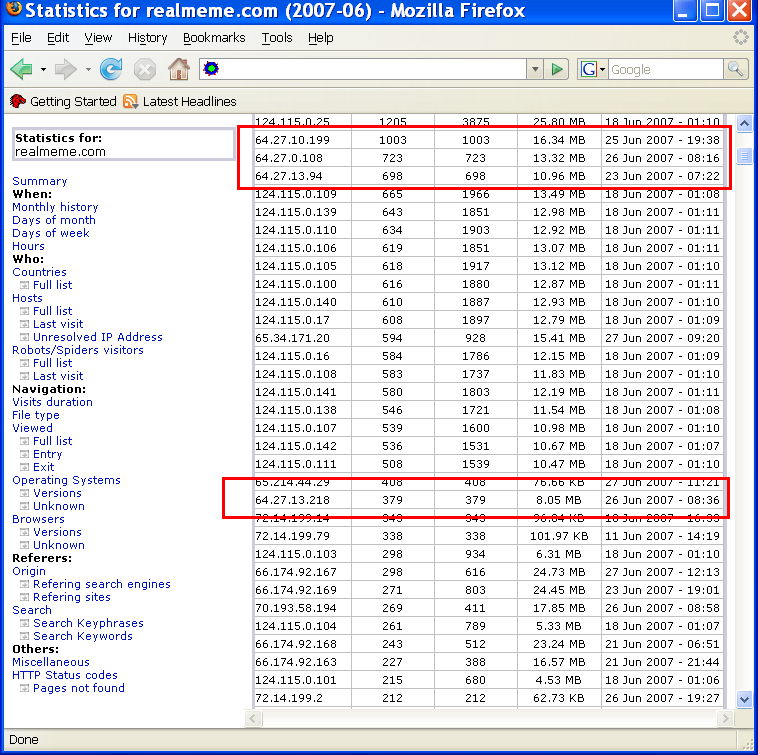 Statistics for realmeme.com (2007-06) - Mozilla Firefox
File Edit View History Bookmarks Tools Help
G Google
Getting Started Latest Headlines
Statistics for:
realmeme.com
Summary
When:
Monthly history
Days of month
Days of week
Hours
Who:
Countries
Full list
Hosts
Full list
Last visit
Unresolved IP Address
Robots/Spiders visitors
Full list
Last visit
Navigation:
Visits duration
File type
Viewed
Full list
Entry
Exit
Operating Systems
Versions
Unknown
Browsers
Versions
Unknown
Referers:
Origin
Refering search engines
Refering sites
Search
Search Keyphrases
Search Keywords
Others:
Miscellaneous
HTTP Status codes
Pages not found
124.115.0.25 1205 3875 25.80 MB 18 Jun 2007 - 01:10
64.27.10.199 1003 1003 16.34 MB 25 Jun 2007 - 19:38
64.27.0.108 723 723 13.32 MB 26 Jun 2007 - 08:16
64.27.13.94 698 698 10.96 MB 23 Jun 2007 - 07:22
124.115.0.109 665 1966 13.49 MB 18 Jun 2007 - 01:08
124.115.0.139 643 1851 12.98 MB 18 Jun 2007 - 01:11
124.115.0.110 634 1903 12.92 MB 18 Jun 2007 - 01:11
124.115.0.106 619 1851 13.07 MB 18 Jun 2007 - 01:11
124.115.0.105 618 1917 13.12 MB 18 Jun 2007 - 01:10
124.115.0.100 616 1880 12.87 MB 18 Jun 2007 - 01:11
124.115.0.140 610 1887 12.93 MB 18 Jun 2007 - 01:10
124.115.0.17 608 1897 12.79 MB 18 Jun 2007 - 01:09
65.34.171.20 594 928 15.41 MB 27 Jun 2007 - 09:20
124.115.0.16 584 1786 12.15 MB 18 Jun 2007 - 01:09
124.115.0.108 583 1737 11.83 MB 18 Jun 2007 - 01:10
124.115.0.141 580 1803 12.19 MB 18 Jun 2007 - 01:11
124.115.0.138 546 1721 11.54 MB 18 Jun 2007 - 01:08
124.115.0.107 539 1600 10.98 MB 18 Jun 2007 - 01:10
124.115.0.142 536 1531 10.67 MB 18 Jun 2007 - 01:07
124.115.0.111 508 1539 10.47 MB 18 Jun 2007 - 01:10
65.214.44.29 408 408 76.66 KB 27 Jun 2007 - 11:21
64.27.13.218 379 379 8.05 MB 26 Jun 2007 - 08:36
72.14.199.14 343 343 18 Jun 2007
72.14.199.79 338 338 101.97 KB 11 Jun 2007 - 14:19
124.115.0.103 298 934 6.31 MB 18 Jun 2007 - 01:10
66.174.92.167 298 616 24.73 MB 27 Jun 2007 - 12:13
66.174.92.169 271 803 24.45 MB 23 Jun 2007 - 19:01
70.193.58.194 269 411 17.85 MB 26 Jun 2007 - 08:58
124.115.0.104 261 789 5.33 MB 18 Jun 2007 - 01:07
66.174.92.168 243 512 23.24 MB 21 Jun 2007 - 06:51
66.174.92.163 227 388 16.57 MB 21 Jun 2007 - 21:44
124.115.0.101 215 680 4.53 MB 18 Jun 2007 - 01:06
72.14.199.2 212 212 62.73 KB 26 Jun 2007 - 19:27
Done